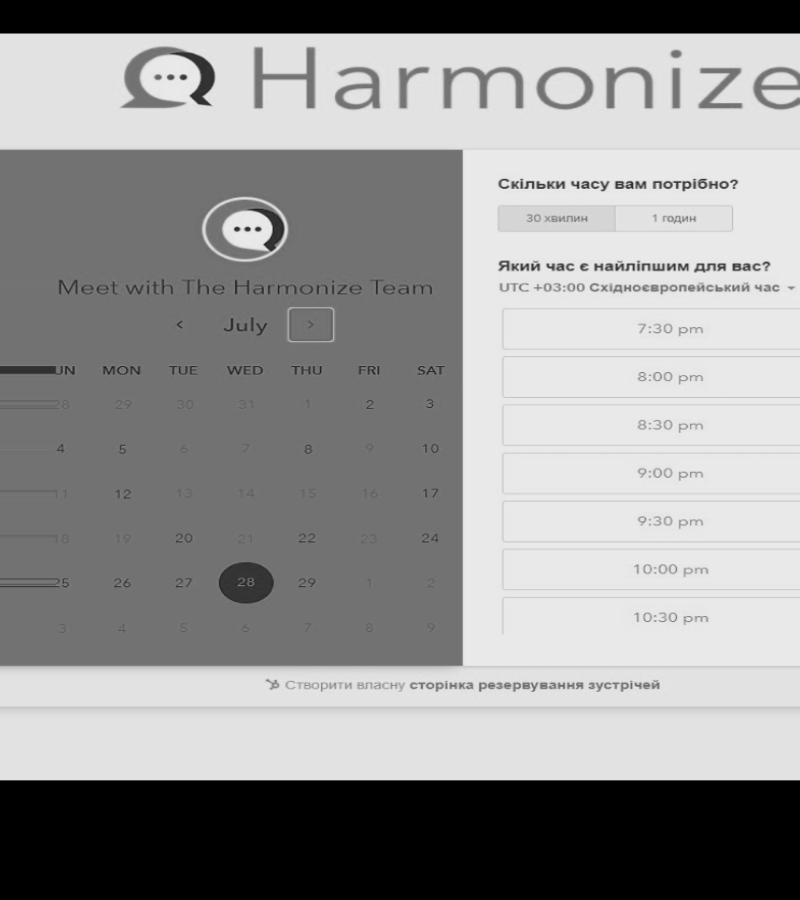 Harmonize
Meet with The Harmonize Team
< July >
UN MON TUE WED THU FRI SAT
28 29 30 31 1 2 3
4 5 6 7 8 9 10
11 12 13 14 15 16 17
18 19 20 21 22 23 24
25 26 27 28 29 1 2
3 4 5 6 7 8 9
Скільки часу вам потрібно?
30 хвилин 1 годин
Який час є найліпшим для вас?
UTC +03:00 Східноєвропейський час
7:30 pm
8:00 pm
8:30 pm
9:00 pm
9:30 pm
10:00 pm
10:30 pm
Створити власну сторінка резервування зустрічей